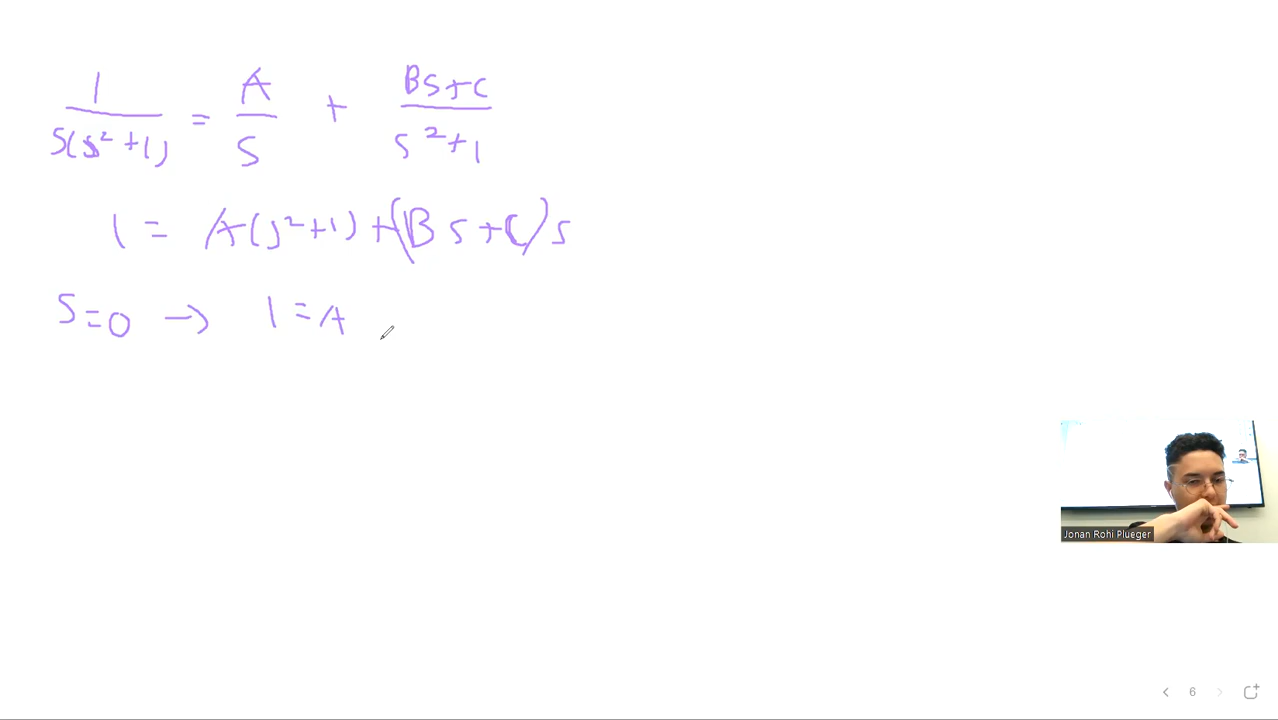 1/(S(s² + 1)) = A/S + (BS + C)/(s² + 1)
1 = A(s² + 1) + (Bs + C)s
S = 0 → 1 = A
Jonan Rohi Plueger
6